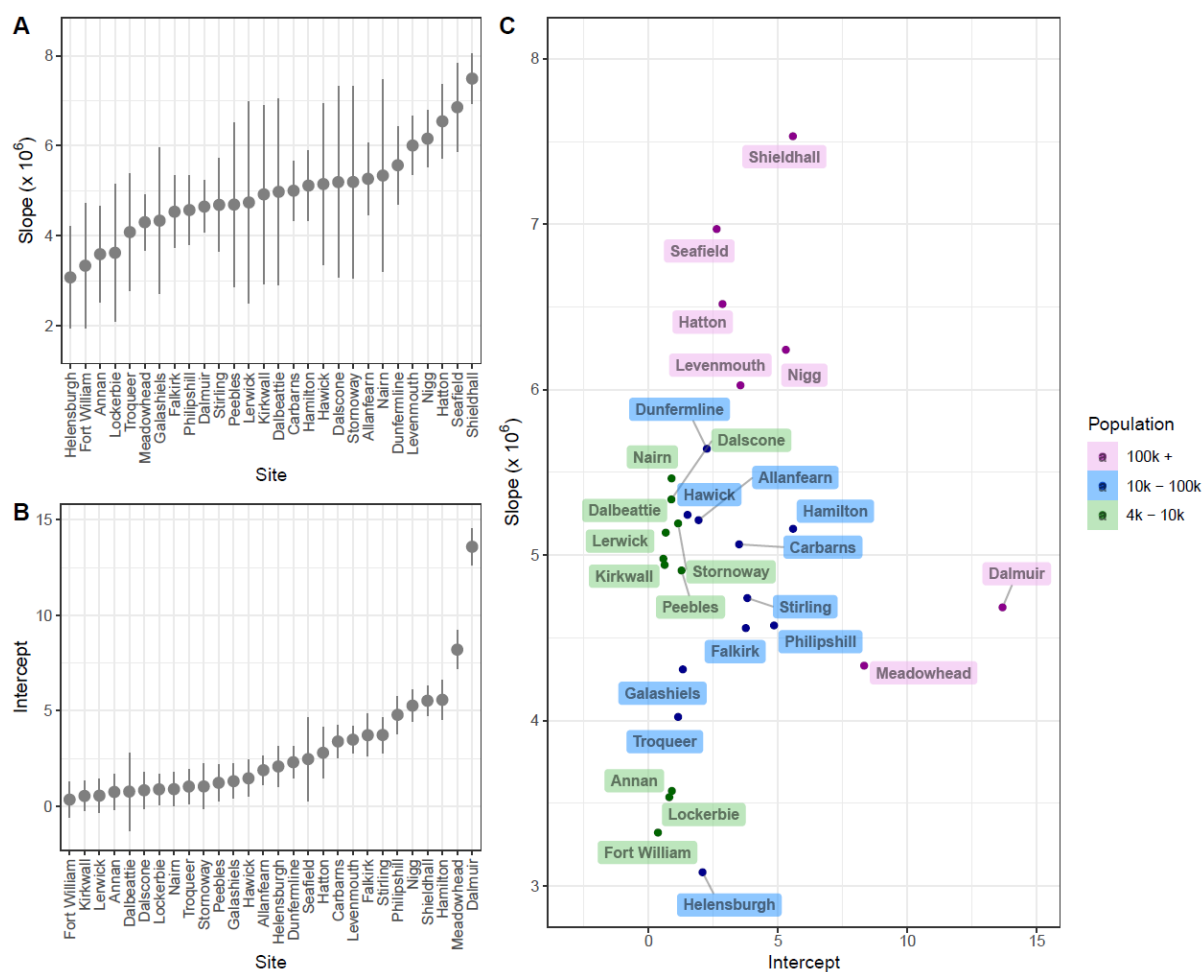 A
Slope (x 10⁶)
8
6
4
2
Helensburgh
Fort William
Annan
Lockerbie
Troqueer
Meadowhead
Galashiels
Falkirk
Philipshill
Dalmuir
Stirling
Peebles
Lerwick
Kirkwall
Dalbeattie
Carbarns
Hamilton
Hawick
Dalscone
Stornoway
Allanfearn
Nairn
Dunfermline
Levenmouth
Nigg
Hatton
Seafield
Shieldhall
Site
B
Intercept
15
10
5
0
Fort William
Kirkwall
Lerwick
Annan
Dalbeattie
Dalscone
Lockerbie
Nairn
Troqueer
Stornoway
Peebles
Galashiels
Hawick
Allanfearn
Helensburgh
Dunfermline
Seafield
Hatton
Carbarns
Levenmouth
Falkirk
Stirling
Philipshill
Nigg
Shieldhall
Hamilton
Meadowhead
Dalmuir
Site
C
Slope (x 10⁶)
8
7
6
5
4
3
Shieldhall
Seafield
Hatton
Levenmouth
Nigg
Dunfermline
Dalscone
Nairn
Allanfearn
Hawick
Dalbeattie
Hamilton
Lerwick
Carbarns
Stornoway
Kirkwall
Dalmuir
Peebles
Stirling
Philipshill
Falkirk
Meadowhead
Galashiels
Troqueer
Annan
Lockerbie
Fort William
Helensburgh
0 5 10 15
Intercept
Population
a 100k +
a 10k − 100k
a 4k − 10k